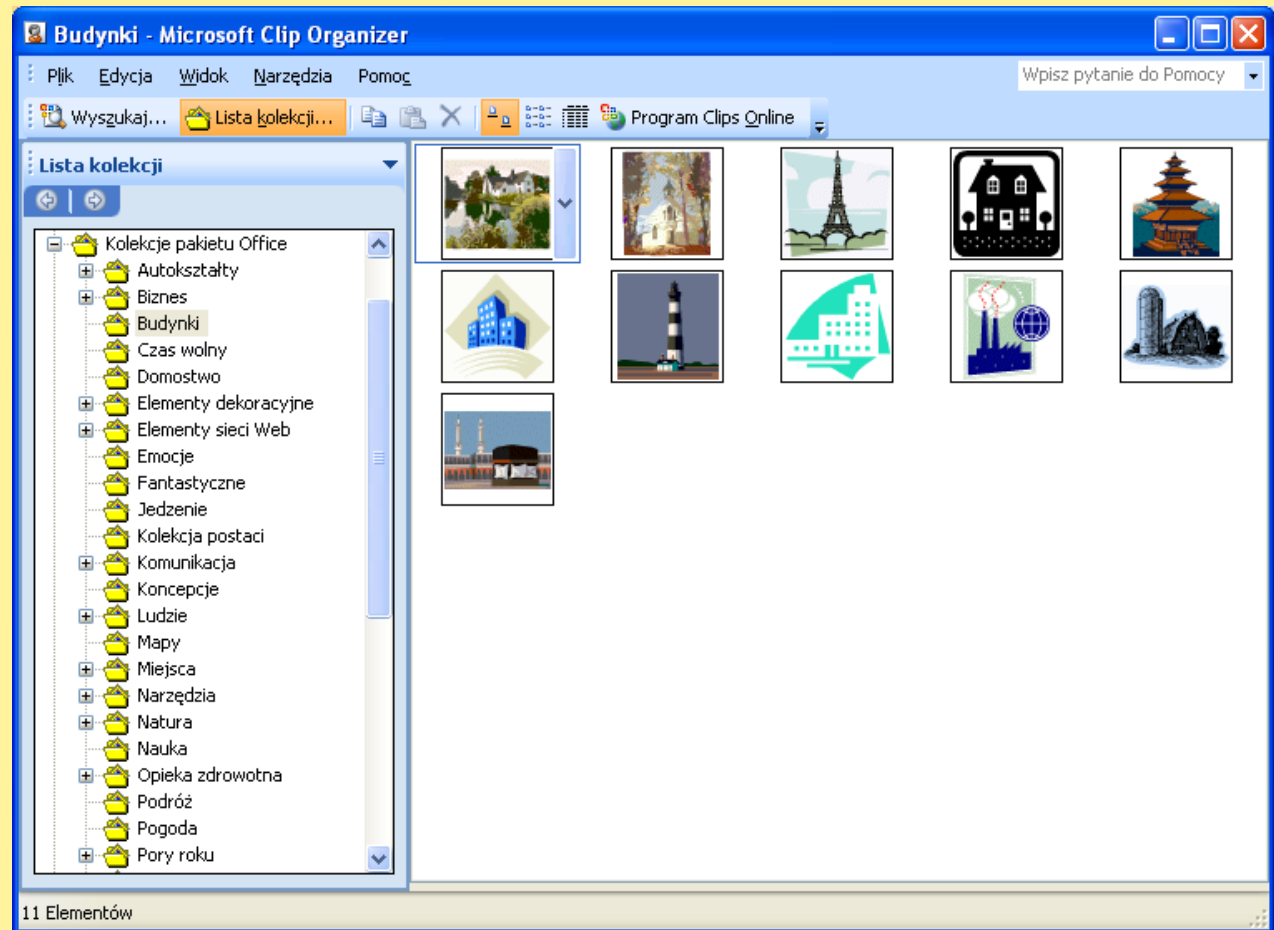 Budynki - Microsoft Clip Organizer
Plik Edycja Widok Narzędzia Pomoc Wpisz pytanie do Pomocy
Wyszukaj... Lista kolekcji... Program Clips Online
Lista kolekcji
Kolekcje pakietu Office
Autokształty
Biznes
Budynki
Czas wolny
Domostwo
Elementy dekoracyjne
Elementy sieci Web
Emocje
Fantastyczne
Jedzenie
Kolekcja postaci
Komunikacja
Koncepcje
Ludzie
Mapy
Miejsca
Narzędzia
Natura
Nauka
Opieka zdrowotna
Podróż
Pogoda
Pory roku
11 Elementów